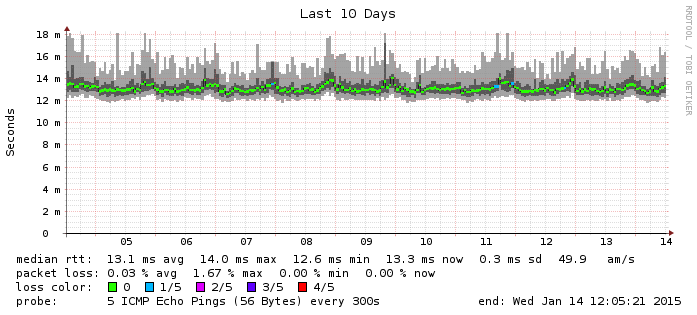 Last 10 Days
RRDTOOL / TOBI OETIKER
Seconds
18 m
16 m
14 m
12 m
10 m
8 m
6 m
4 m
2 m
0
05 06 07 08 09 10 11 12 13 14
median rtt: 13.1 ms avg 14.0 ms max 12.6 ms min 13.3 ms now 0.3 ms sd 49.9 am/s
packet loss: 0.03 % avg 1.67 % max 0.00 % min 0.00 % now
loss color: 0 1/5 2/5 3/5 4/5
probe: 5 ICMP Echo Pings (56 Bytes) every 300s end: Wed Jan 14 12:05:21 2015